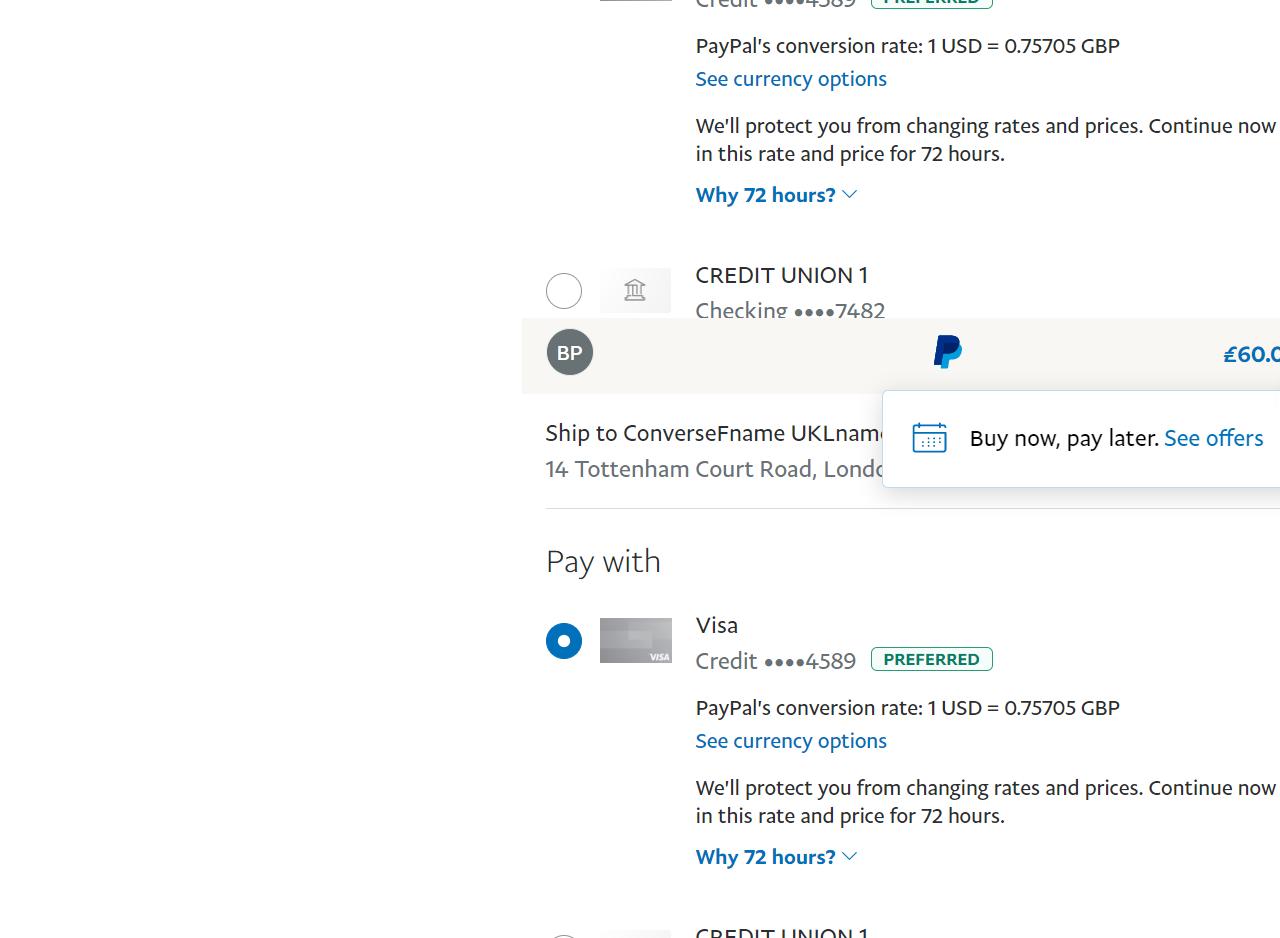 Credit ••••4589 PREFERRED
PayPal's conversion rate: 1 USD = 0.75705 GBP
See currency options
We'll protect you from changing rates and prices. Continue now
in this rate and price for 72 hours.
Why 72 hours?
CREDIT UNION 1
Checking ••••7482
BP
£60.0
Ship to ConverseFname UKLname
14 Tottenham Court Road, Londo
Buy now, pay later. See offers
Pay with
Visa
VISA
Credit ••••4589 PREFERRED
PayPal's conversion rate: 1 USD = 0.75705 GBP
See currency options
We'll protect you from changing rates and prices. Continue now
in this rate and price for 72 hours.
Why 72 hours?
CREDIT UNION 1